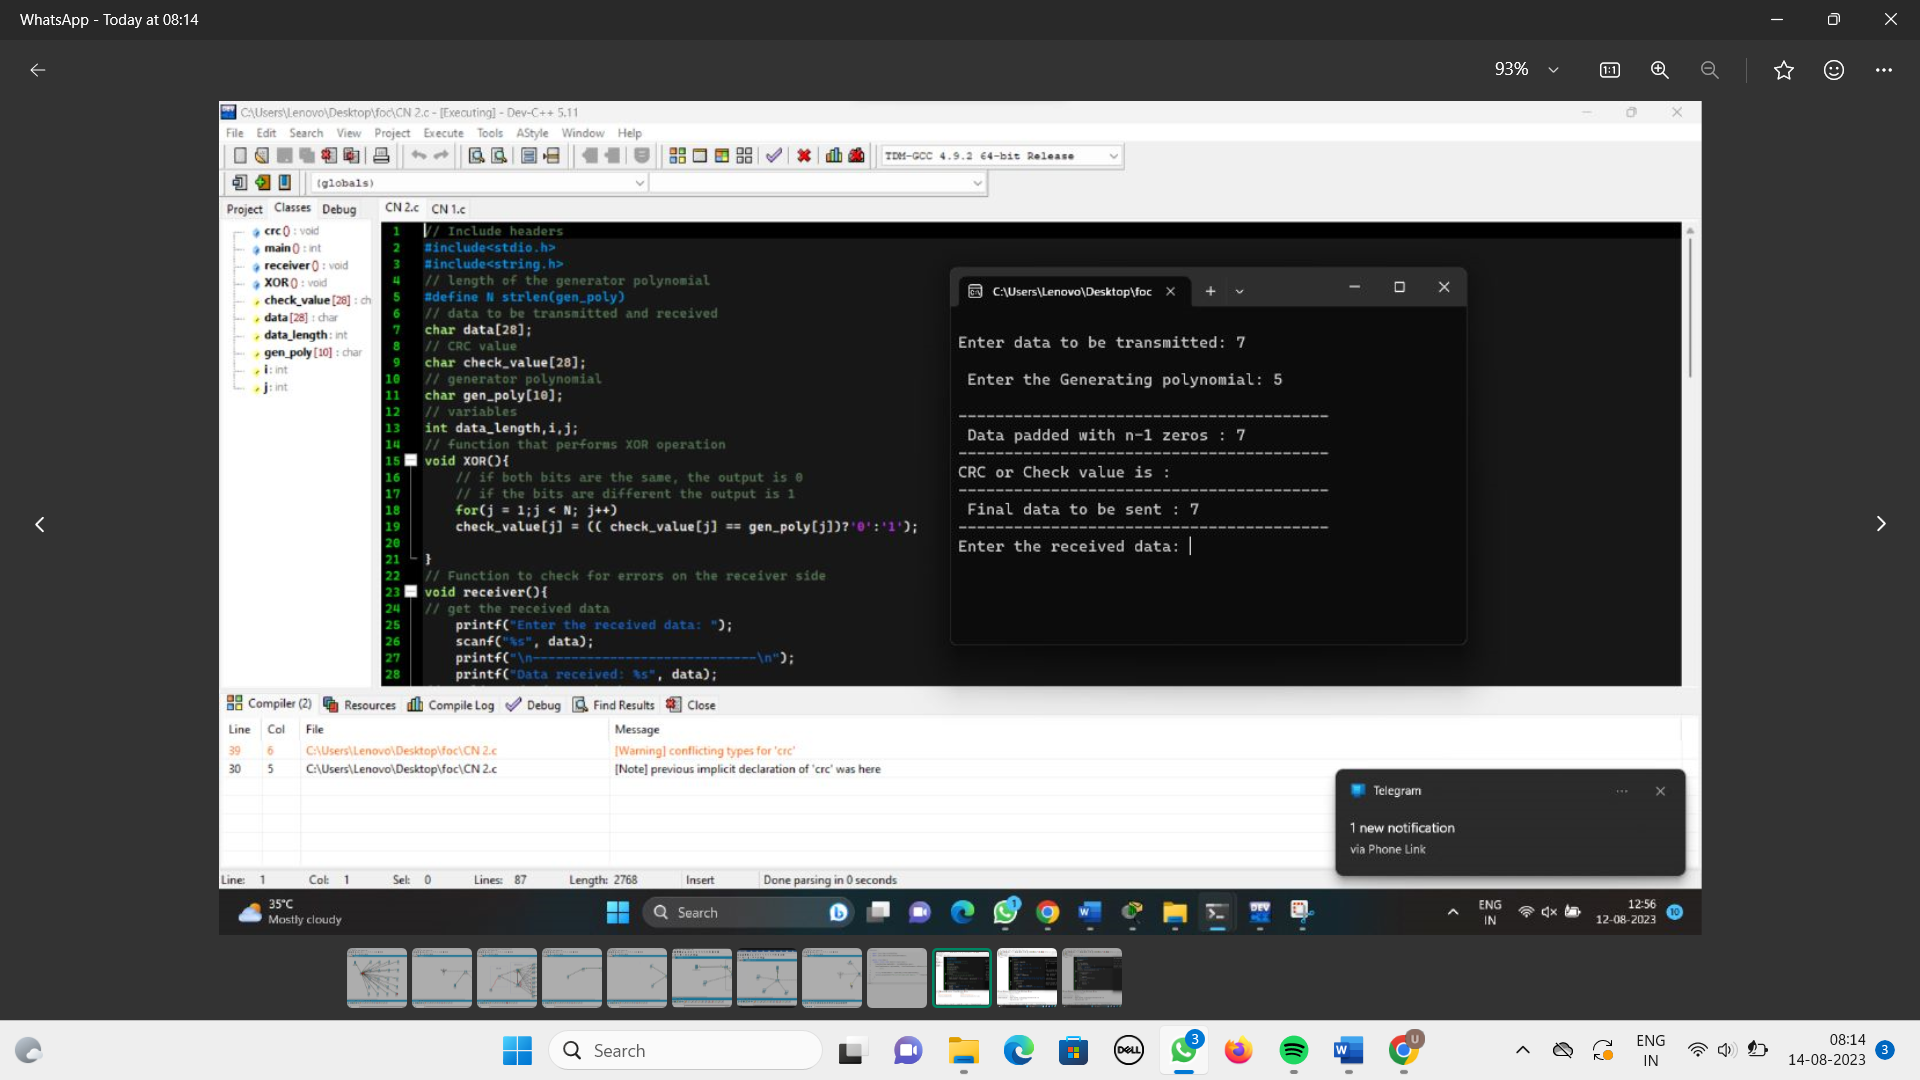 WhatsApp - Today at 08:14
93%
C:\Users\Lenovo\Desktop\foc\CN 2.c - [Executing] - Dev-C++ 5.11
File Edit Search View Project Execute Tools AStyle Window Help
TDM-GCC 4.9.2 64-bit Release
(globals)
Project Classes Debug
CN 2.c CN 1.c
crc() : void
main() : int
receiver() : void
XOR() : void
check_value [28] : ch
data [28] : char
data_length : int
gen_poly [10] : char
i : int
j : int
1 // Include headers
2 #include<stdio.h>
3 #include<string.h>
4 // length of the generator polynomial
5 #define N strlen(gen_poly)
6 // data to be transmitted and received
7 char data[28];
8 // CRC value
9 char check_value[28];
10 // generator polynomial
11 char gen_poly[10];
12 // variables
13 int data_length,i,j;
14 // function that performs XOR operation
15 void XOR(){
16 // if both bits are the same, the output is 0
17 // if the bits are different the output is 1
18 for(j = 1;j < N; j++)
19 check_value[j] = (( check_value[j] == gen_poly[j])?'0':'1');
20
21 }
22 // Function to check for errors on the receiver side
23 void receiver(){
24 // get the received data
25 printf("Enter the received data: ");
26 scanf("%s", data);
27 printf("\n-----------------------------\n");
28 printf("Data received: %s", data);
C:\Users\Lenovo\Desktop\foc
Enter data to be transmitted: 7
Enter the Generating polynomial: 5
----------------------------------------
Data padded with n-1 zeros : 7
----------------------------------------
CRC or Check value is :
----------------------------------------
Final data to be sent : 7
----------------------------------------
Enter the received data:
Compiler (2) Resources Compile Log Debug Find Results Close
Line Col File Message
39 6 C:\Users\Lenovo\Desktop\foc\CN 2.c [Warning] conflicting types for 'crc'
30 5 C:\Users\Lenovo\Desktop\foc\CN 2.c [Note] previous implicit declaration of 'crc' was here
Telegram
1 new notification
via Phone Link
Line: 1 Col: 1 Sel: 0 Lines: 87 Length: 2768 Insert Done parsing in 0 seconds
35°C
Mostly cloudy
Search
1
DEV
ENG
IN
12:56
12-08-2023
10
Search
DELL
3
U
ENG
IN
08:14
14-08-2023
3